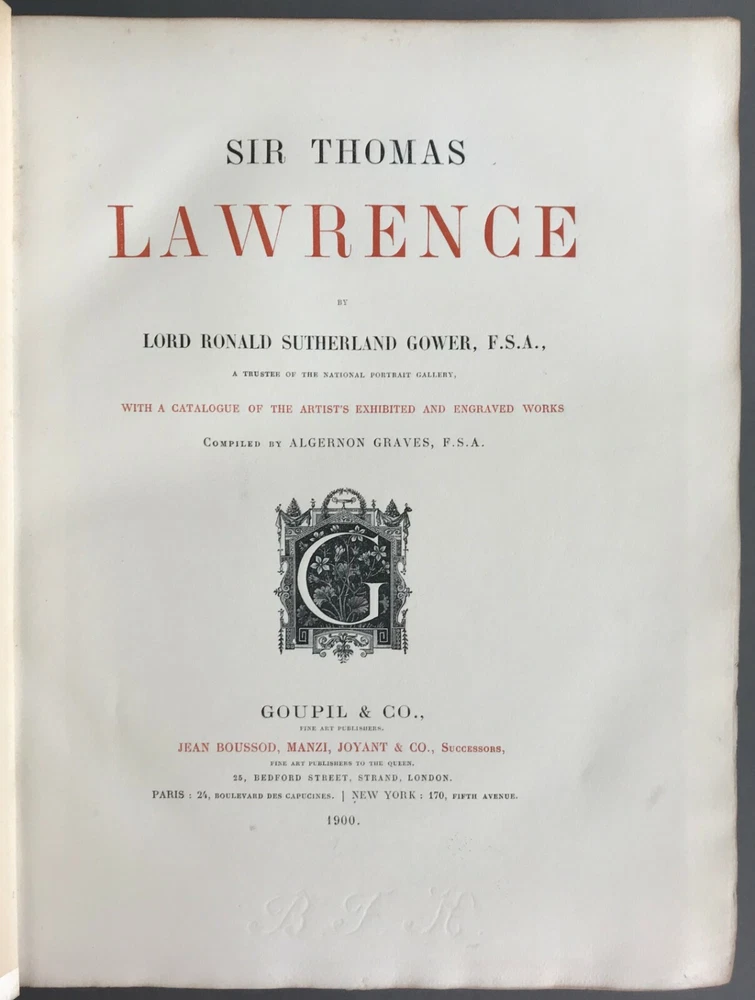 SIR THOMAS
LAWRENCE
BY
LORD RONALD SUTHERLAND GOWER, F.S.A.,
A TRUSTEE OF THE NATIONAL PORTRAIT GALLERY,
WITH A CATALOGUE OF THE ARTIST'S EXHIBITED AND ENGRAVED WORKS
COMPILED BY ALGERNON GRAVES, F.S.A.
G
GOUPIL & CO.,
FINE ART PUBLISHERS.
JEAN BOUSSOD, MANZI, JOYANT & CO., SUCCESSORS,
FINE ART PUBLISHERS TO THE QUEEN.
25, BEDFORD STREET, STRAND, LONDON.
PARIS : 24, BOULEVARD DES CAPUCINES. | NEW YORK : 170, FIFTH AVENUE.
1900.
B F K